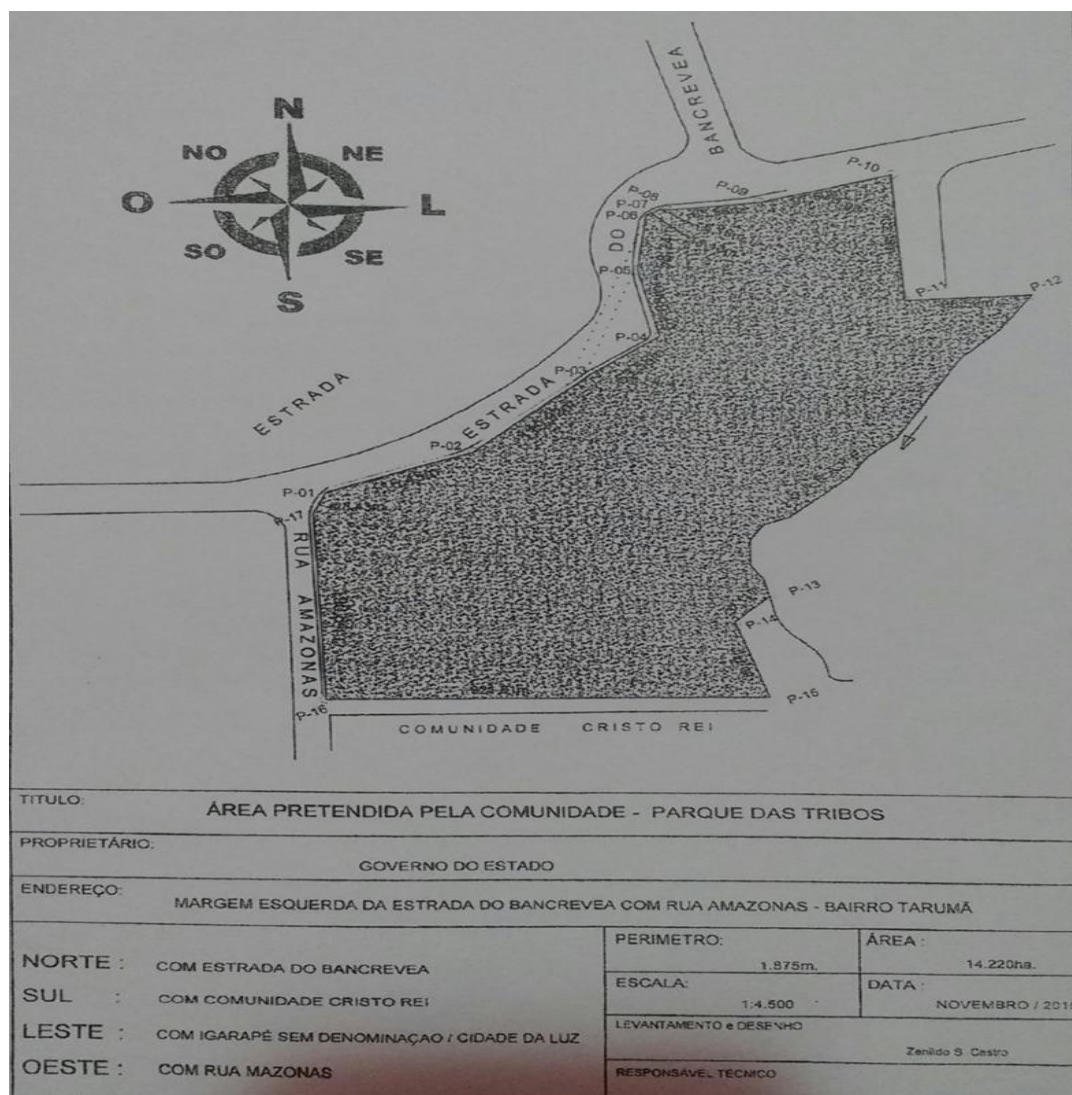 N
NO NE
O L
SO SE
S
BANCREVEA
P-10
P-09
P-08
P-07
P-06
DO
P-05
P-11
P-12
P-04
P-03
ESTRADA
ESTRADA
P-02
P-01
P-17
RUA AMAZONAS
P-13
P-14
P-15
P-16
COMUNIDADE CRISTO REI
TITULO: ÁREA PRETENDIDA PELA COMUNIDADE - PARQUE DAS TRIBOS
PROPRIETÁRIO:
GOVERNO DO ESTADO
ENDEREÇO:
MARGEM ESQUERDA DA ESTRADA DO BANCREVEA COM RUA AMAZONAS - BAIRRO TARUMÃ
NORTE : COM ESTRADA DO BANCREVEA
SUL : COM COMUNIDADE CRISTO REI
LESTE : COM IGARAPÉ SEM DENOMINAÇAO / CIDADE DA LUZ
OESTE : COM RUA MAZONAS
PERIMETRO:
1.875m.
ÁREA :
14.220ha.
ESCALA:
1:4.500
DATA :
NOVEMBRO /
LEVANTAMENTO e DESENHO
Zenildo S. Castro
RESPONSÁVEL TÉCNICO